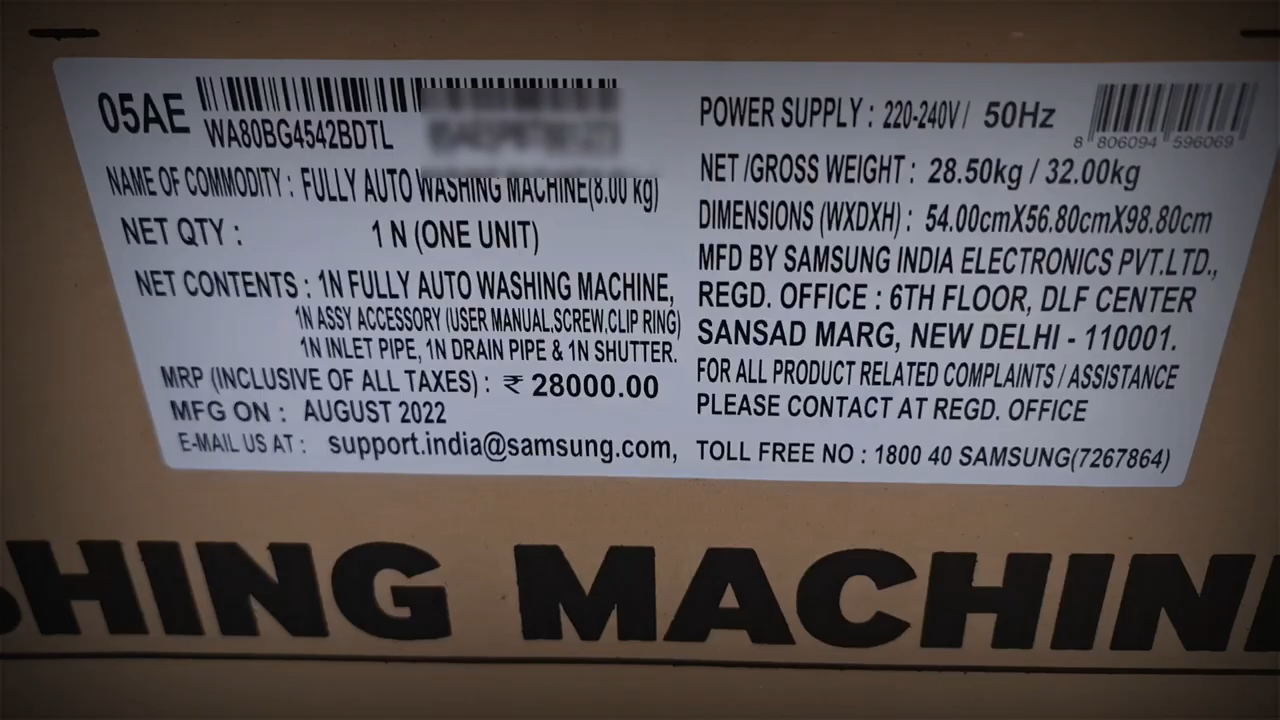 05AE
WA80BG4542BDTL
NAME OF COMMODITY : FULLY AUTO WASHING MACHINE(8.00 kg)
NET QTY : 1 N (ONE UNIT)
NET CONTENTS : 1N FULLY AUTO WASHING MACHINE,
1N ASSY ACCESSORY (USER MANUAL,SCREW,CLIP RING)
1N INLET PIPE, 1N DRAIN PIPE & 1N SHUTTER.
MRP (INCLUSIVE OF ALL TAXES) : ₹ 28000.00
MFG ON : AUGUST 2022
E-MAIL US AT : support.india@samsung.com,
POWER SUPPLY : 220-240V / 50Hz
8 806094 596069
NET /GROSS WEIGHT : 28.50kg / 32.00kg
DIMENSIONS (WXDXH) : 54.00cmX56.80cmX98.80cm
MFD BY SAMSUNG INDIA ELECTRONICS PVT.LTD.,
REGD. OFFICE : 6TH FLOOR, DLF CENTER
SANSAD MARG, NEW DELHI - 110001.
FOR ALL PRODUCT RELATED COMPLAINTS / ASSISTANCE
PLEASE CONTACT AT REGD. OFFICE
TOLL FREE NO : 1800 40 SAMSUNG(7267864)
SHING MACHIN